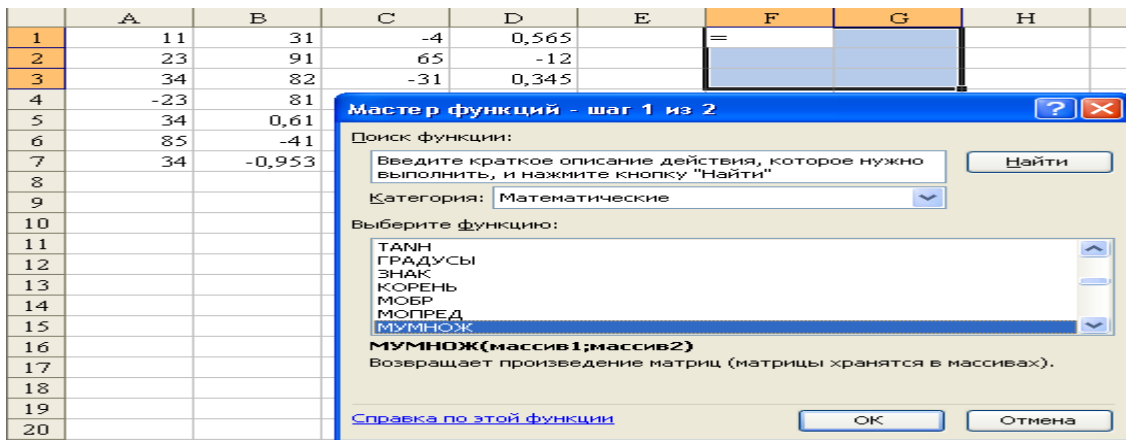 A B C D E F G H
1 11 31 -4 0,565 =
2 23 91 65 -12
3 34 82 -31 0,345
4 -23 81
5 34 0,61
6 85 -41
7 34 -0,953
8
9
10
11
12
13
14
15
16
17
18
19
20
Мастер функций - шаг 1 из 2
Поиск функции:
Введите краткое описание действия, которое нужно
выполнить, и нажмите кнопку "Найти"
Найти
Категория: Математические
Выберите функцию:
TANH
ГРАДУСЫ
ЗНАК
КОРЕНЬ
МОБР
МОПРЕД
МУМНОЖ
МУМНОЖ(массив1;массив2)
Возвращает произведение матриц (матрицы хранятся в массивах).
Справка по этой функции
ОК Отмена